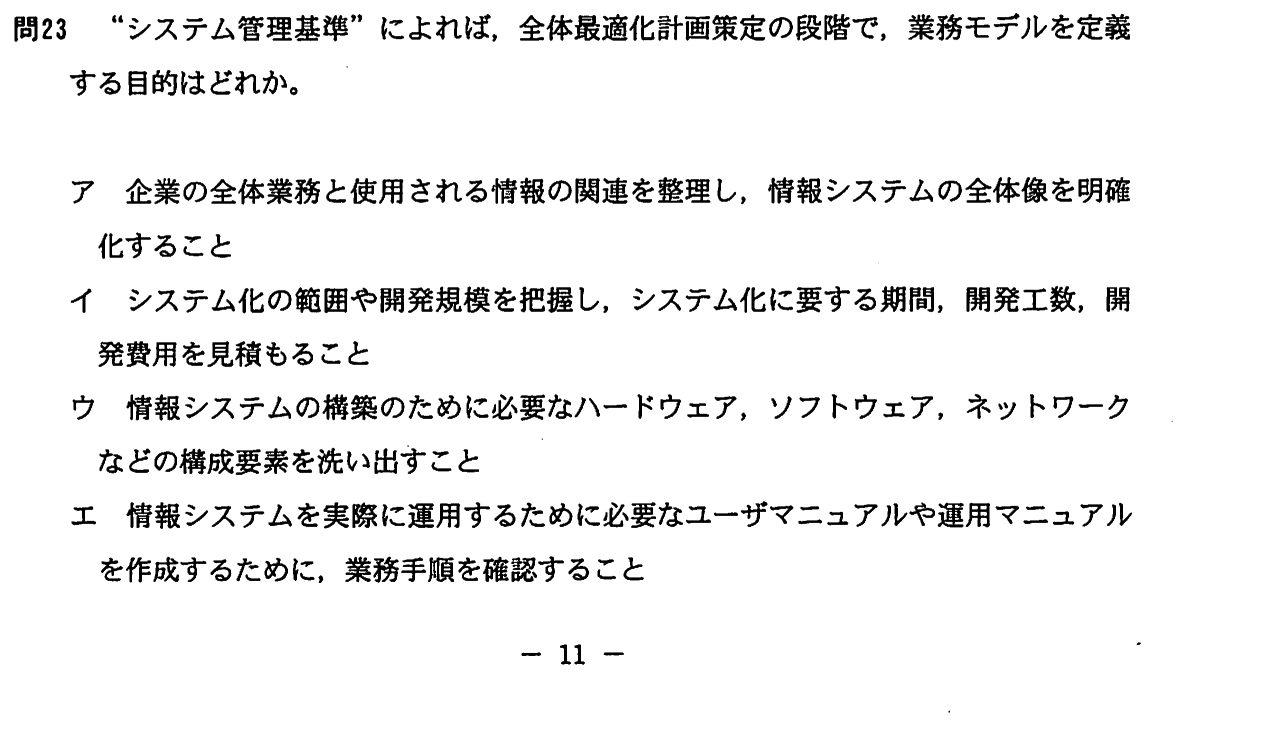 問23 “システム管理基準”によれば，全体最適化計画策定の段階で，業務モデルを定義
する目的はどれか。
ア 企業の全体業務と使用される情報の関連を整理し，情報システムの全体像を明確
化すること
イ システム化の範囲や開発規模を把握し，システム化に要する期間，開発工数，開
発費用を見積もること
ウ 情報システムの構築のために必要なハードウェア，ソフトウェア，ネットワーク
などの構成要素を洗い出すこと
エ 情報システムを実際に運用するために必要なユーザマニュアルや運用マニュアル
を作成するために，業務手順を確認すること
－ 11 －